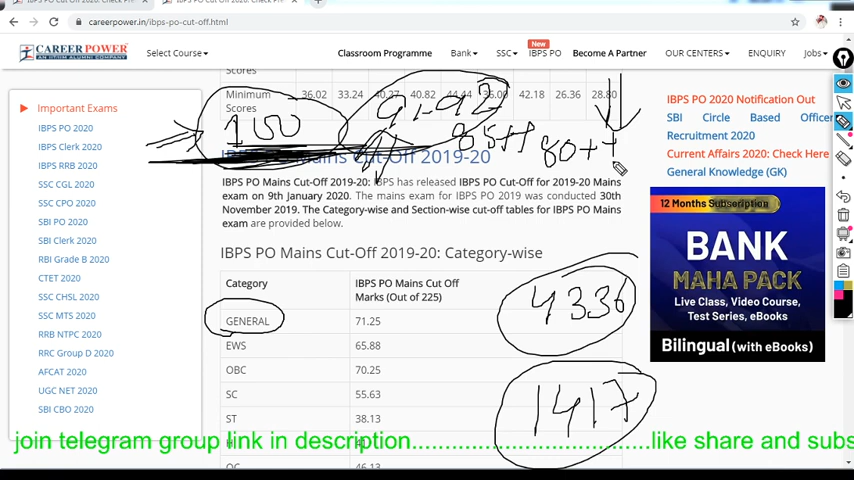 IBPS PO Cut Off 2020: Check Pr
careerpower.in/ibps-po-cut-off.html
CAREER POWER
AN IIT/IIM ALUMNI COMPANY
Select Course
Classroom Programme
Bank
SSC
New
IBPS PO
Become A Partner
OUR CENTERS
ENQUIRY
Jobs
Important Exams
IBPS PO 2020
IBPS Clerk 2020
IBPS RRB 2020
SSC CGL 2020
SSC CPO 2020
SBI PO 2020
SBI Clerk 2020
RBI Grade B 2020
CTET 2020
SSC CHSL 2020
SSC MTS 2020
RRB NTPC 2020
RRC Group D 2020
AFCAT 2020
UGC NET 2020
SBI CBO 2020
Scores
Minimum 36.02 33.24 40.37 40.82 44.44 35.00 42.18 26.36 28.80
Scores
100
91-92
85++
80++
Mains Cut-Off 2019-20
IBPS PO Mains Cut-Off 2019-20: IBPS has released IBPS PO Cut-Off for 2019-20 Mains
exam on 9th January 2020. The mains exam for IBPS PO 2019 was conducted 30th
November 2019. The Category-wise and Section-wise cut-off tables for IBPS PO Mains
exam are provided below.
IBPS PO Mains Cut-Off 2019-20: Category-wise
Category IBPS PO Mains Cut Off
Marks (Out of 225)
GENERAL 71.25
EWS 65.88
OBC 70.25
SC 55.63
ST 38.13
OC 46.13
4336
1417
IBPS PO 2020 Notification Out
SBI Circle Based Officer
Recruitment 2020
Current Affairs 2020: Check Here
General Knowledge (GK)
12 Months Subscription
BANK
MAHA PACK
Live Class, Video Course,
Test Series, eBooks
Bilingual (with eBooks)
join telegram group link in description..............................................like share and subs